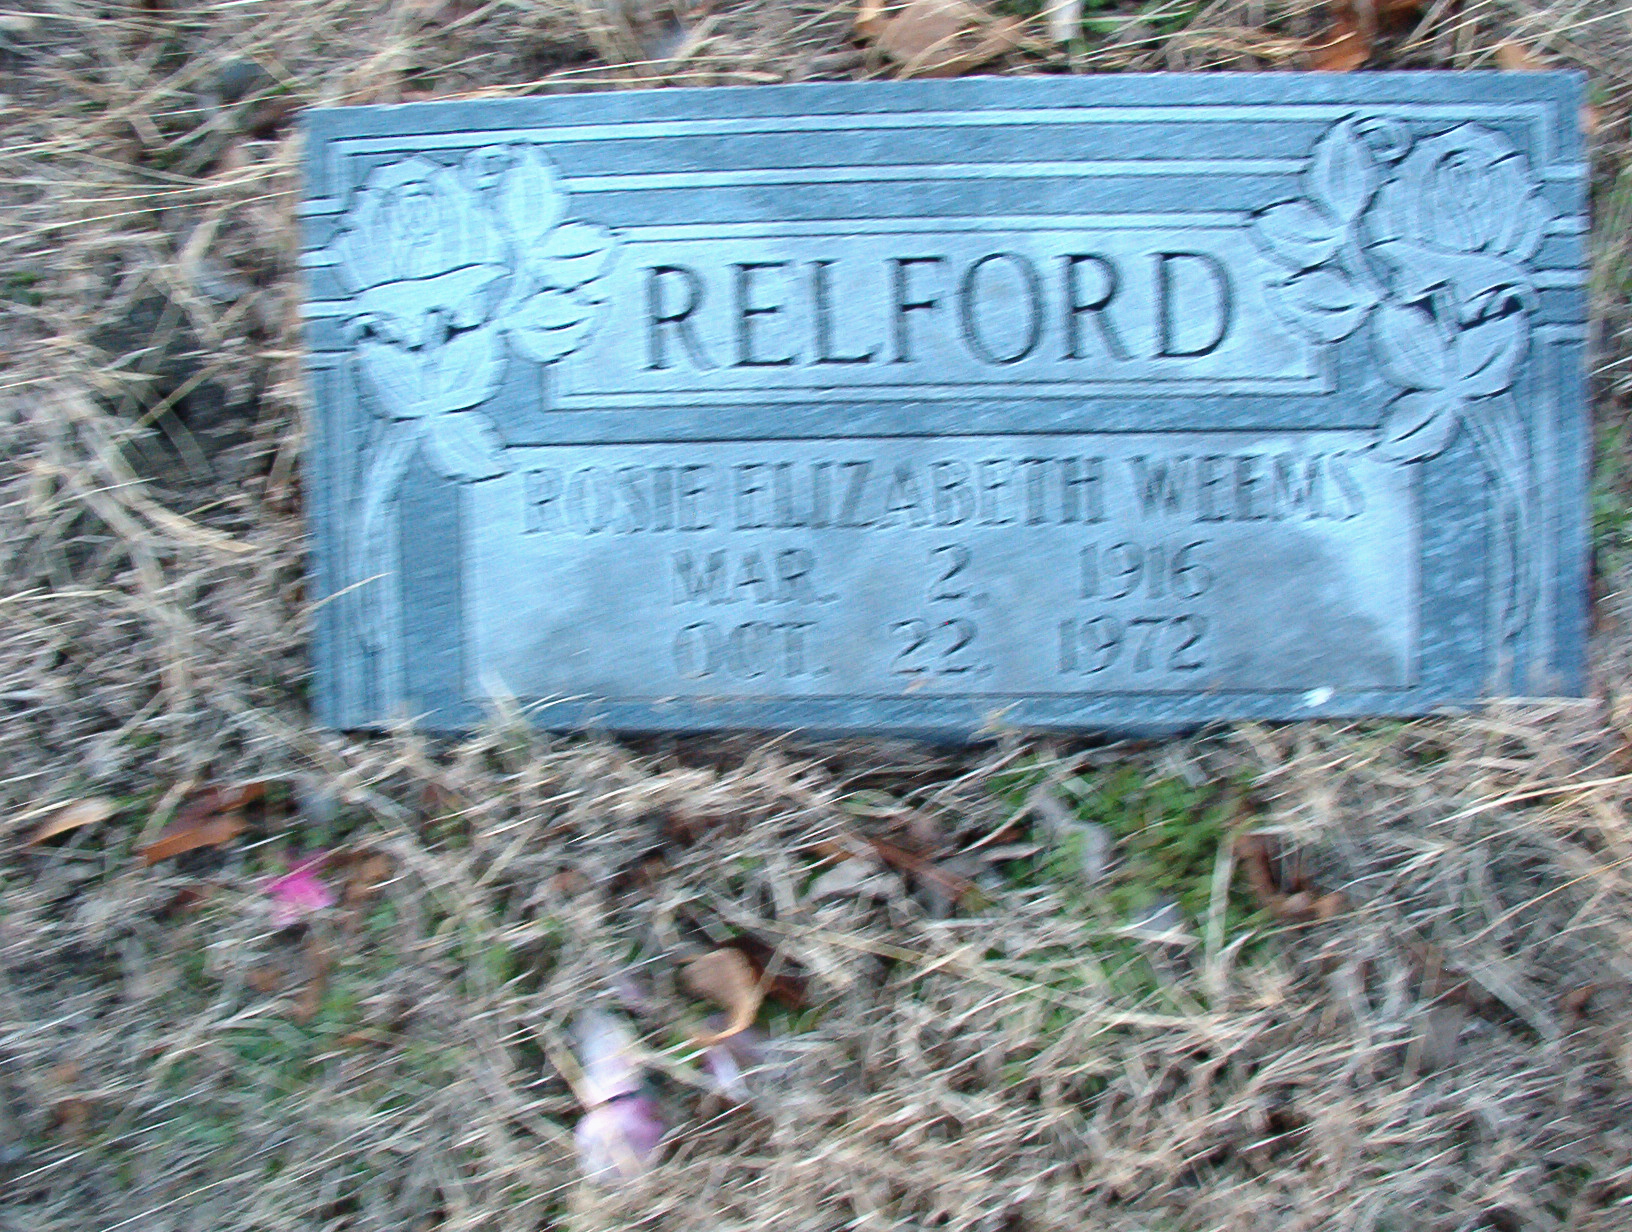 RELFORD
ROSIE ELIZABETH WEEMS
MAR. 2, 1916
OCT. 22, 1972